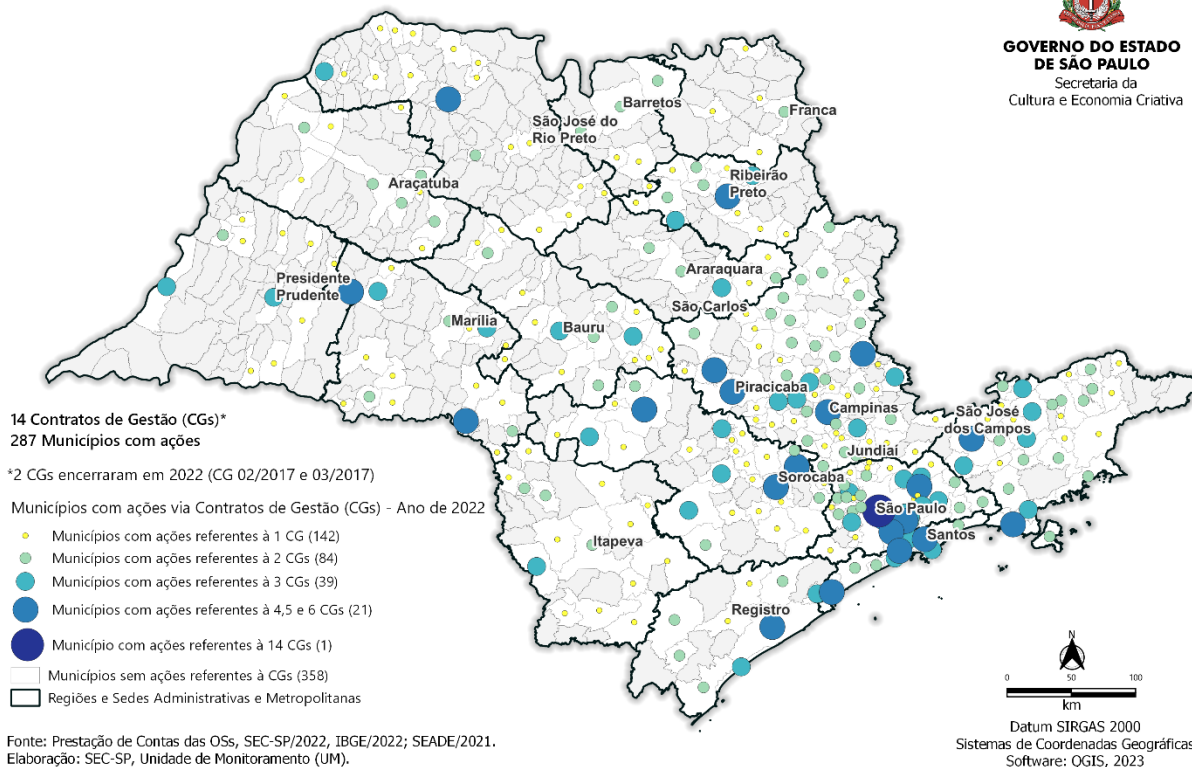 GOVERNO DO ESTADO
DE SÃO PAULO
Secretaria da
Cultura e Economia Criativa
Barretos
Franca
São José do
Rio Preto
Ribeirão
Preto
Araçatuba
Araraquara
Presidente
Prudente
São Carlos
Marília
Bauru
Piracicaba
Campinas
São José
dos Campos
Jundiaí
Sorocaba
São Paulo
Santos
Itapeva
Registro
14 Contratos de Gestão (CGs)*
287 Municípios com ações
*2 CGs encerraram em 2022 (CG 02/2017 e 03/2017)
Municípios com ações via Contratos de Gestão (CGs) - Ano de 2022
Municípios com ações referentes à 1 CG (142)
Municípios com ações referentes à 2 CGs (84)
Municípios com ações referentes à 3 CGs (39)
Municípios com ações referentes à 4,5 e 6 CGs (21)
Município com ações referentes à 14 CGs (1)
Municípios sem ações referentes à CGs (358)
Regiões e Sedes Administrativas e Metropolitanas
N
0 50 100
km
Datum SIRGAS 2000
Sistemas de Coordenadas Geográficas
Software: QGIS, 2023
Fonte: Prestação de Contas das OSs, SEC-SP/2022, IBGE/2022; SEADE/2021.
Elaboração: SEC-SP, Unidade de Monitoramento (UM).